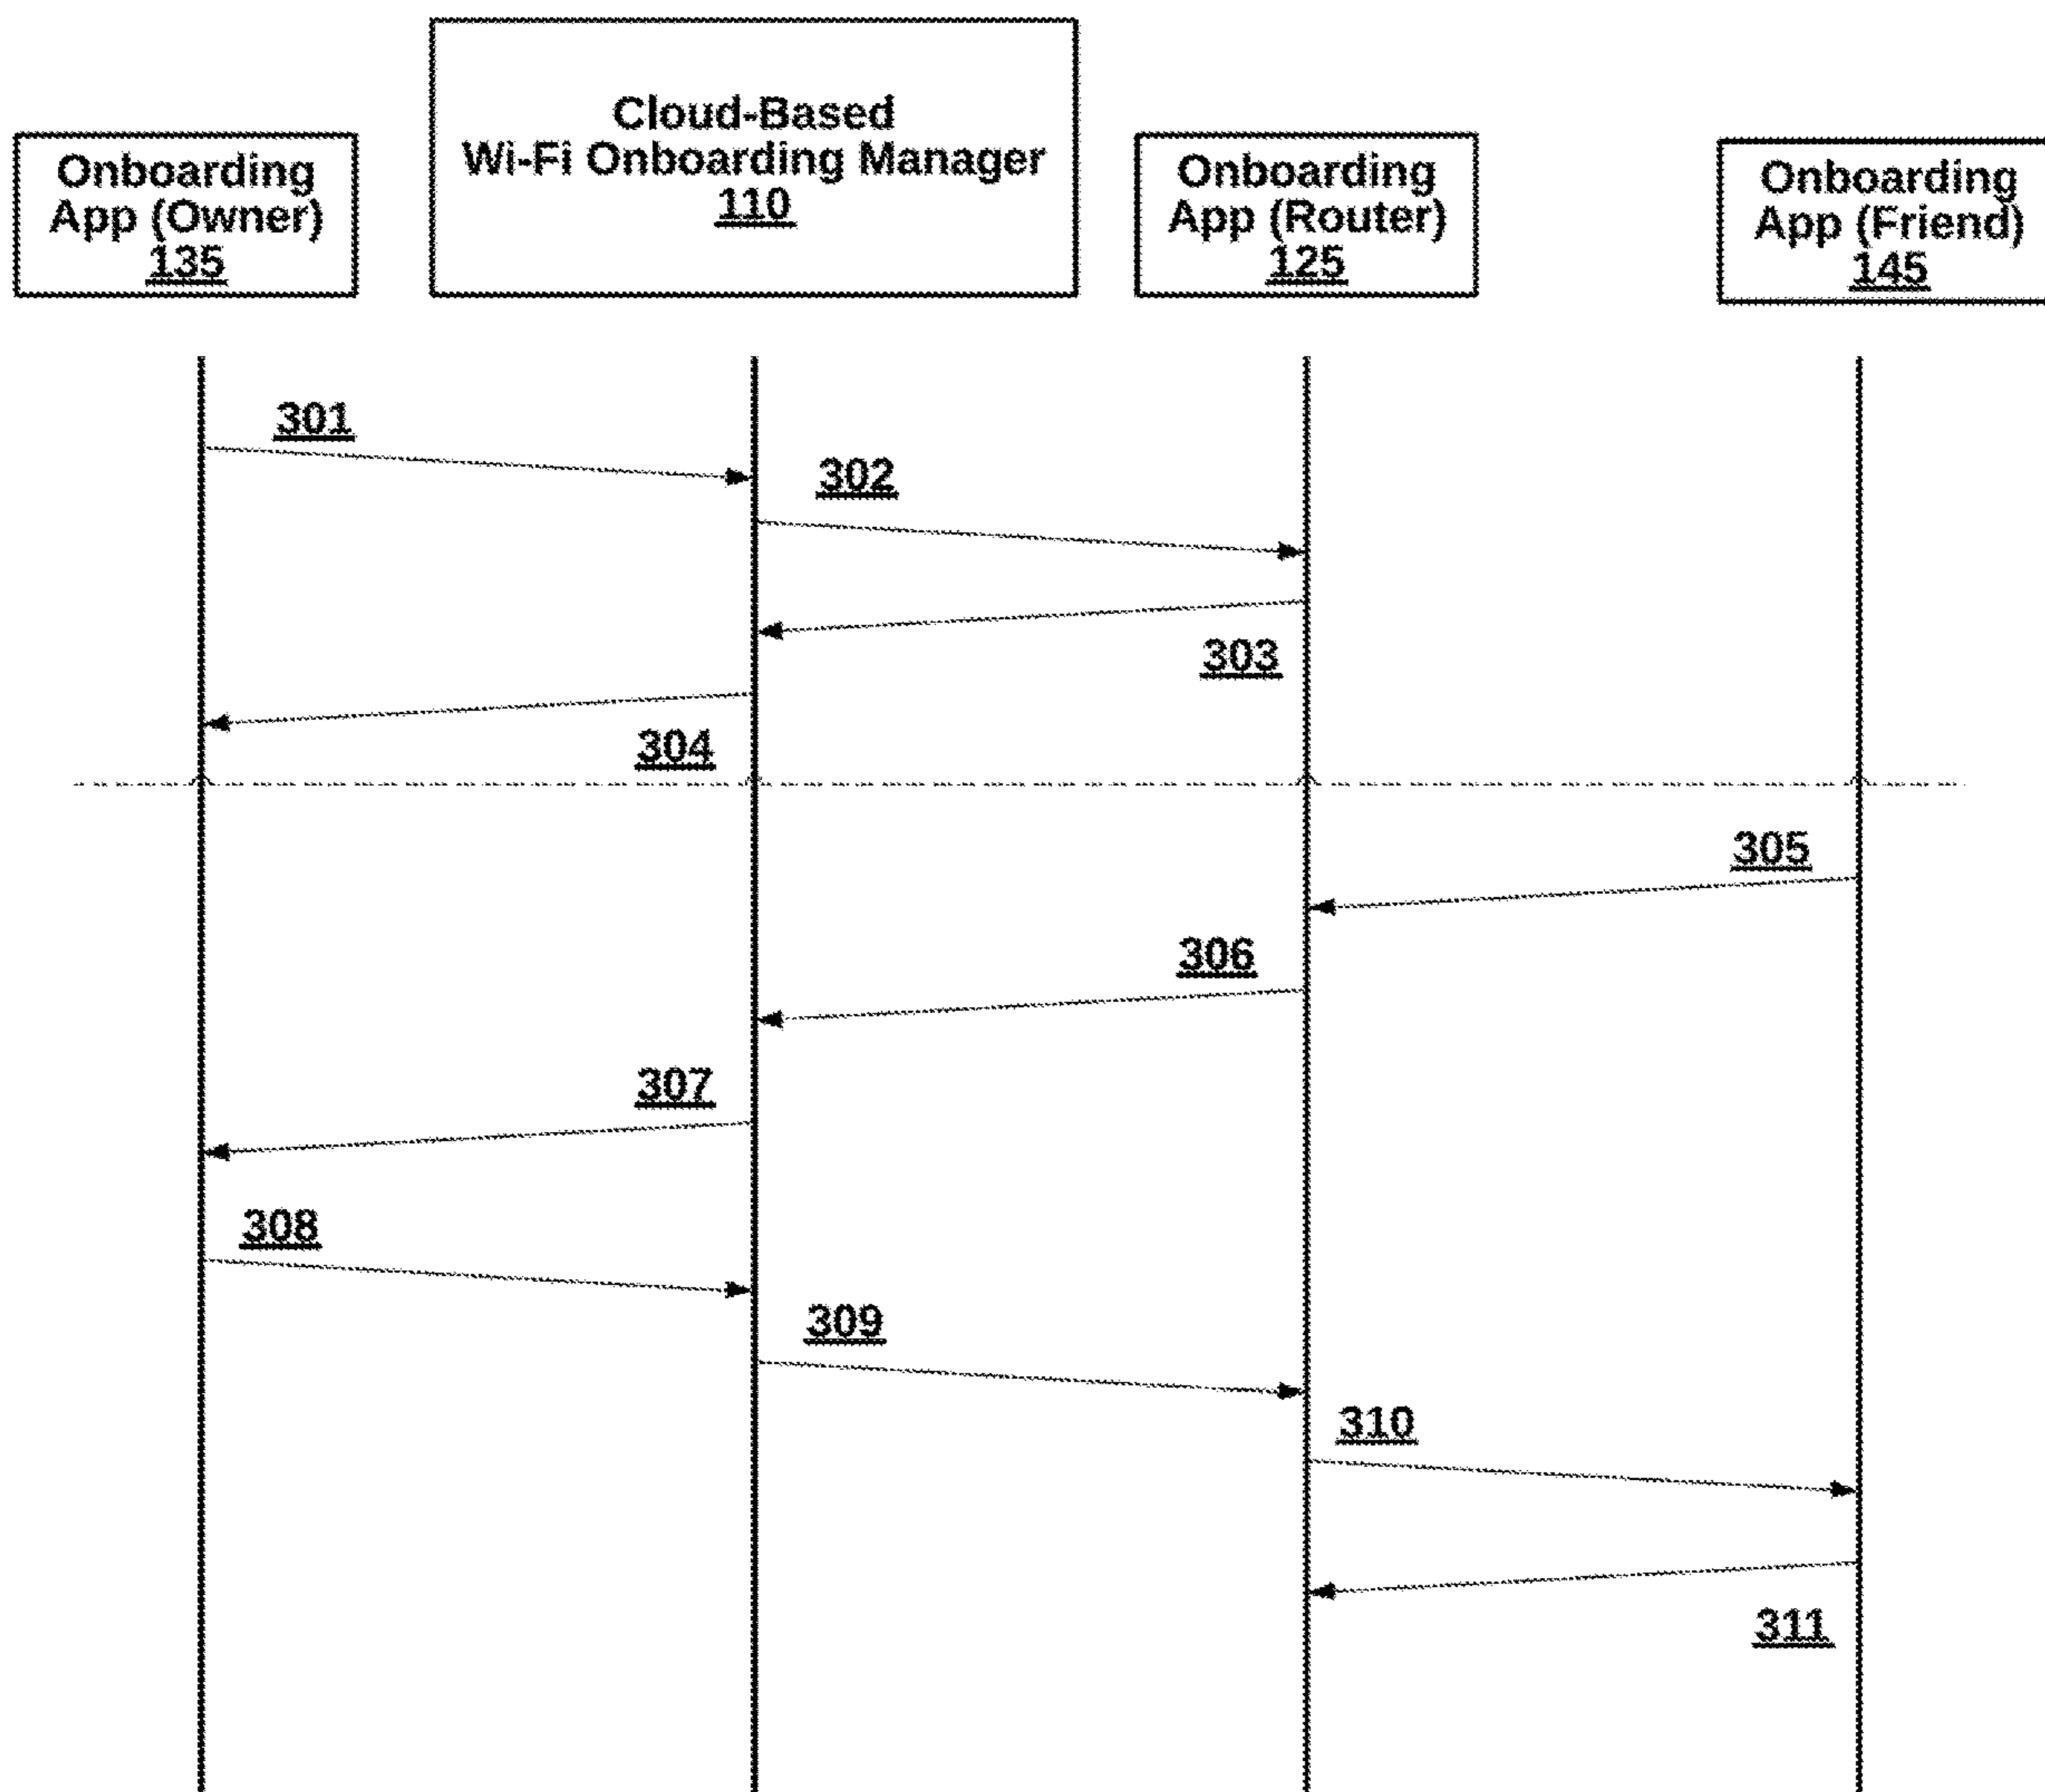 Onboarding
App (Owner)
135
Cloud-Based
Wi-Fi Onboarding Manager
110
Onboarding
App (Router)
125
Onboarding
App (Friend)
145
301
302
303
304
305
306
307
308
309
310
311